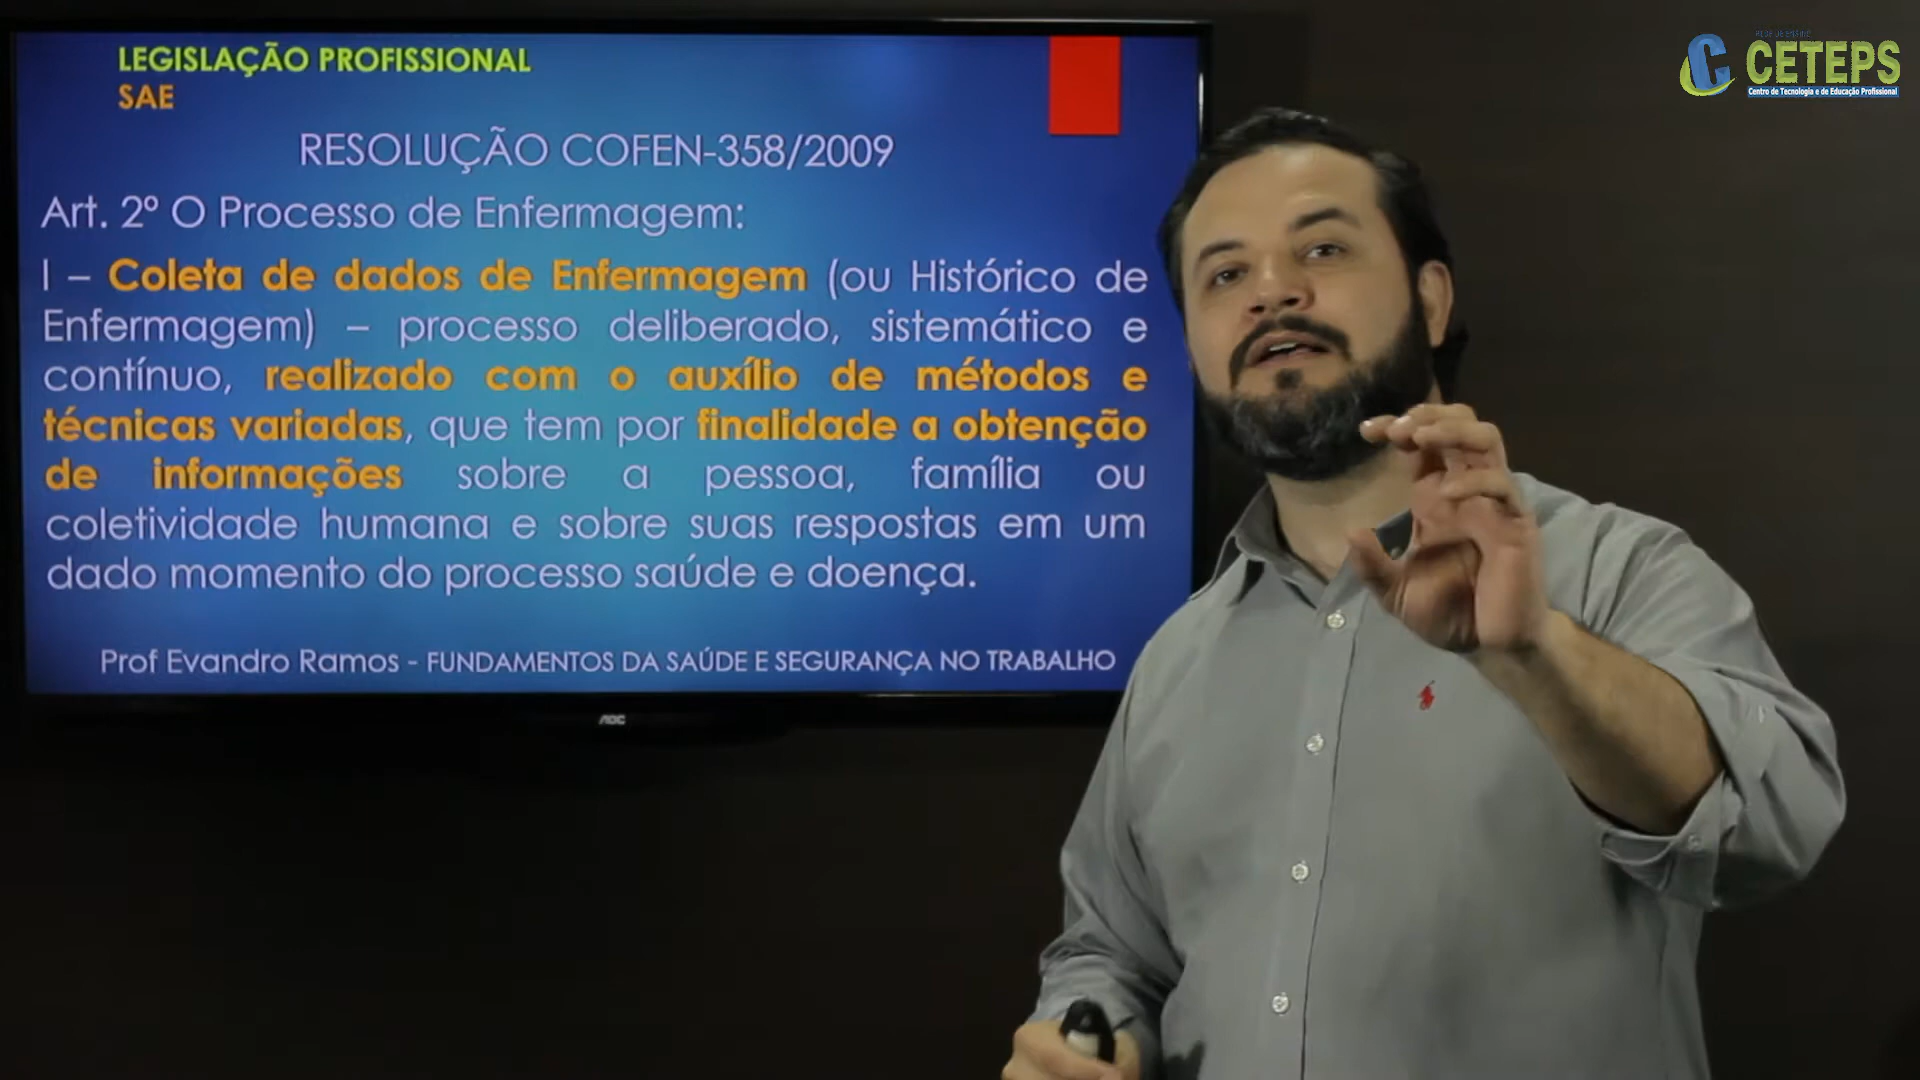 LEGISLAÇÃO PROFISSIONAL
SAE
RESOLUÇÃO COFEN-358/2009
Art. 2º O Processo de Enfermagem:
I – Coleta de dados de Enfermagem (ou Histórico de
Enfermagem) – processo deliberado, sistemático e
contínuo, realizado com o auxílio de métodos e
técnicas variadas, que tem por finalidade a obtenção
de informações sobre a pessoa, família ou
coletividade humana e sobre suas respostas em um
dado momento do processo saúde e doença.
Prof Evandro Ramos - FUNDAMENTOS DA SAÚDE E SEGURANÇA NO TRABALHO
AOC
CETEPS
Centro de Tecnologia e de Educação Profissional